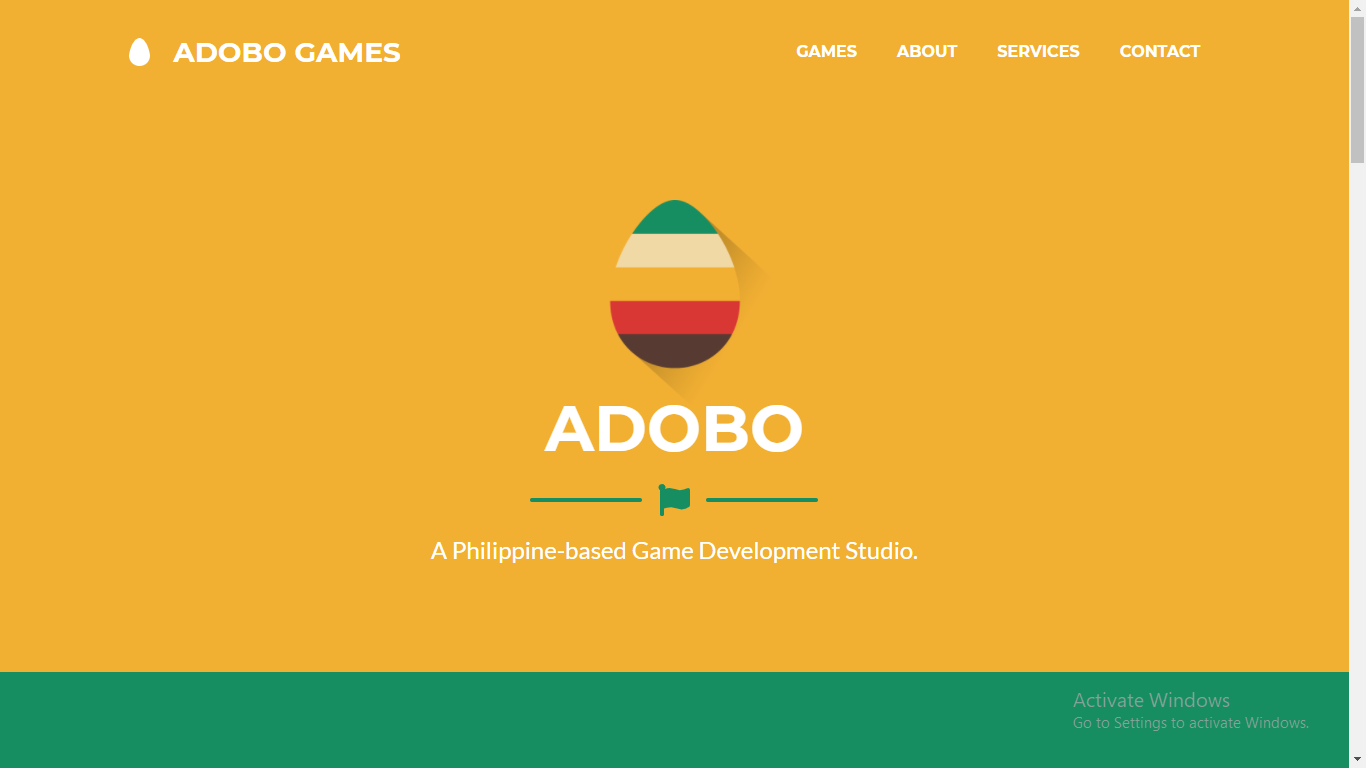 ADOBO GAMES
GAMES ABOUT SERVICES CONTACT
ADOBO
A Philippine-based Game Development Studio.
Activate Windows
Go to Settings to activate Windows.